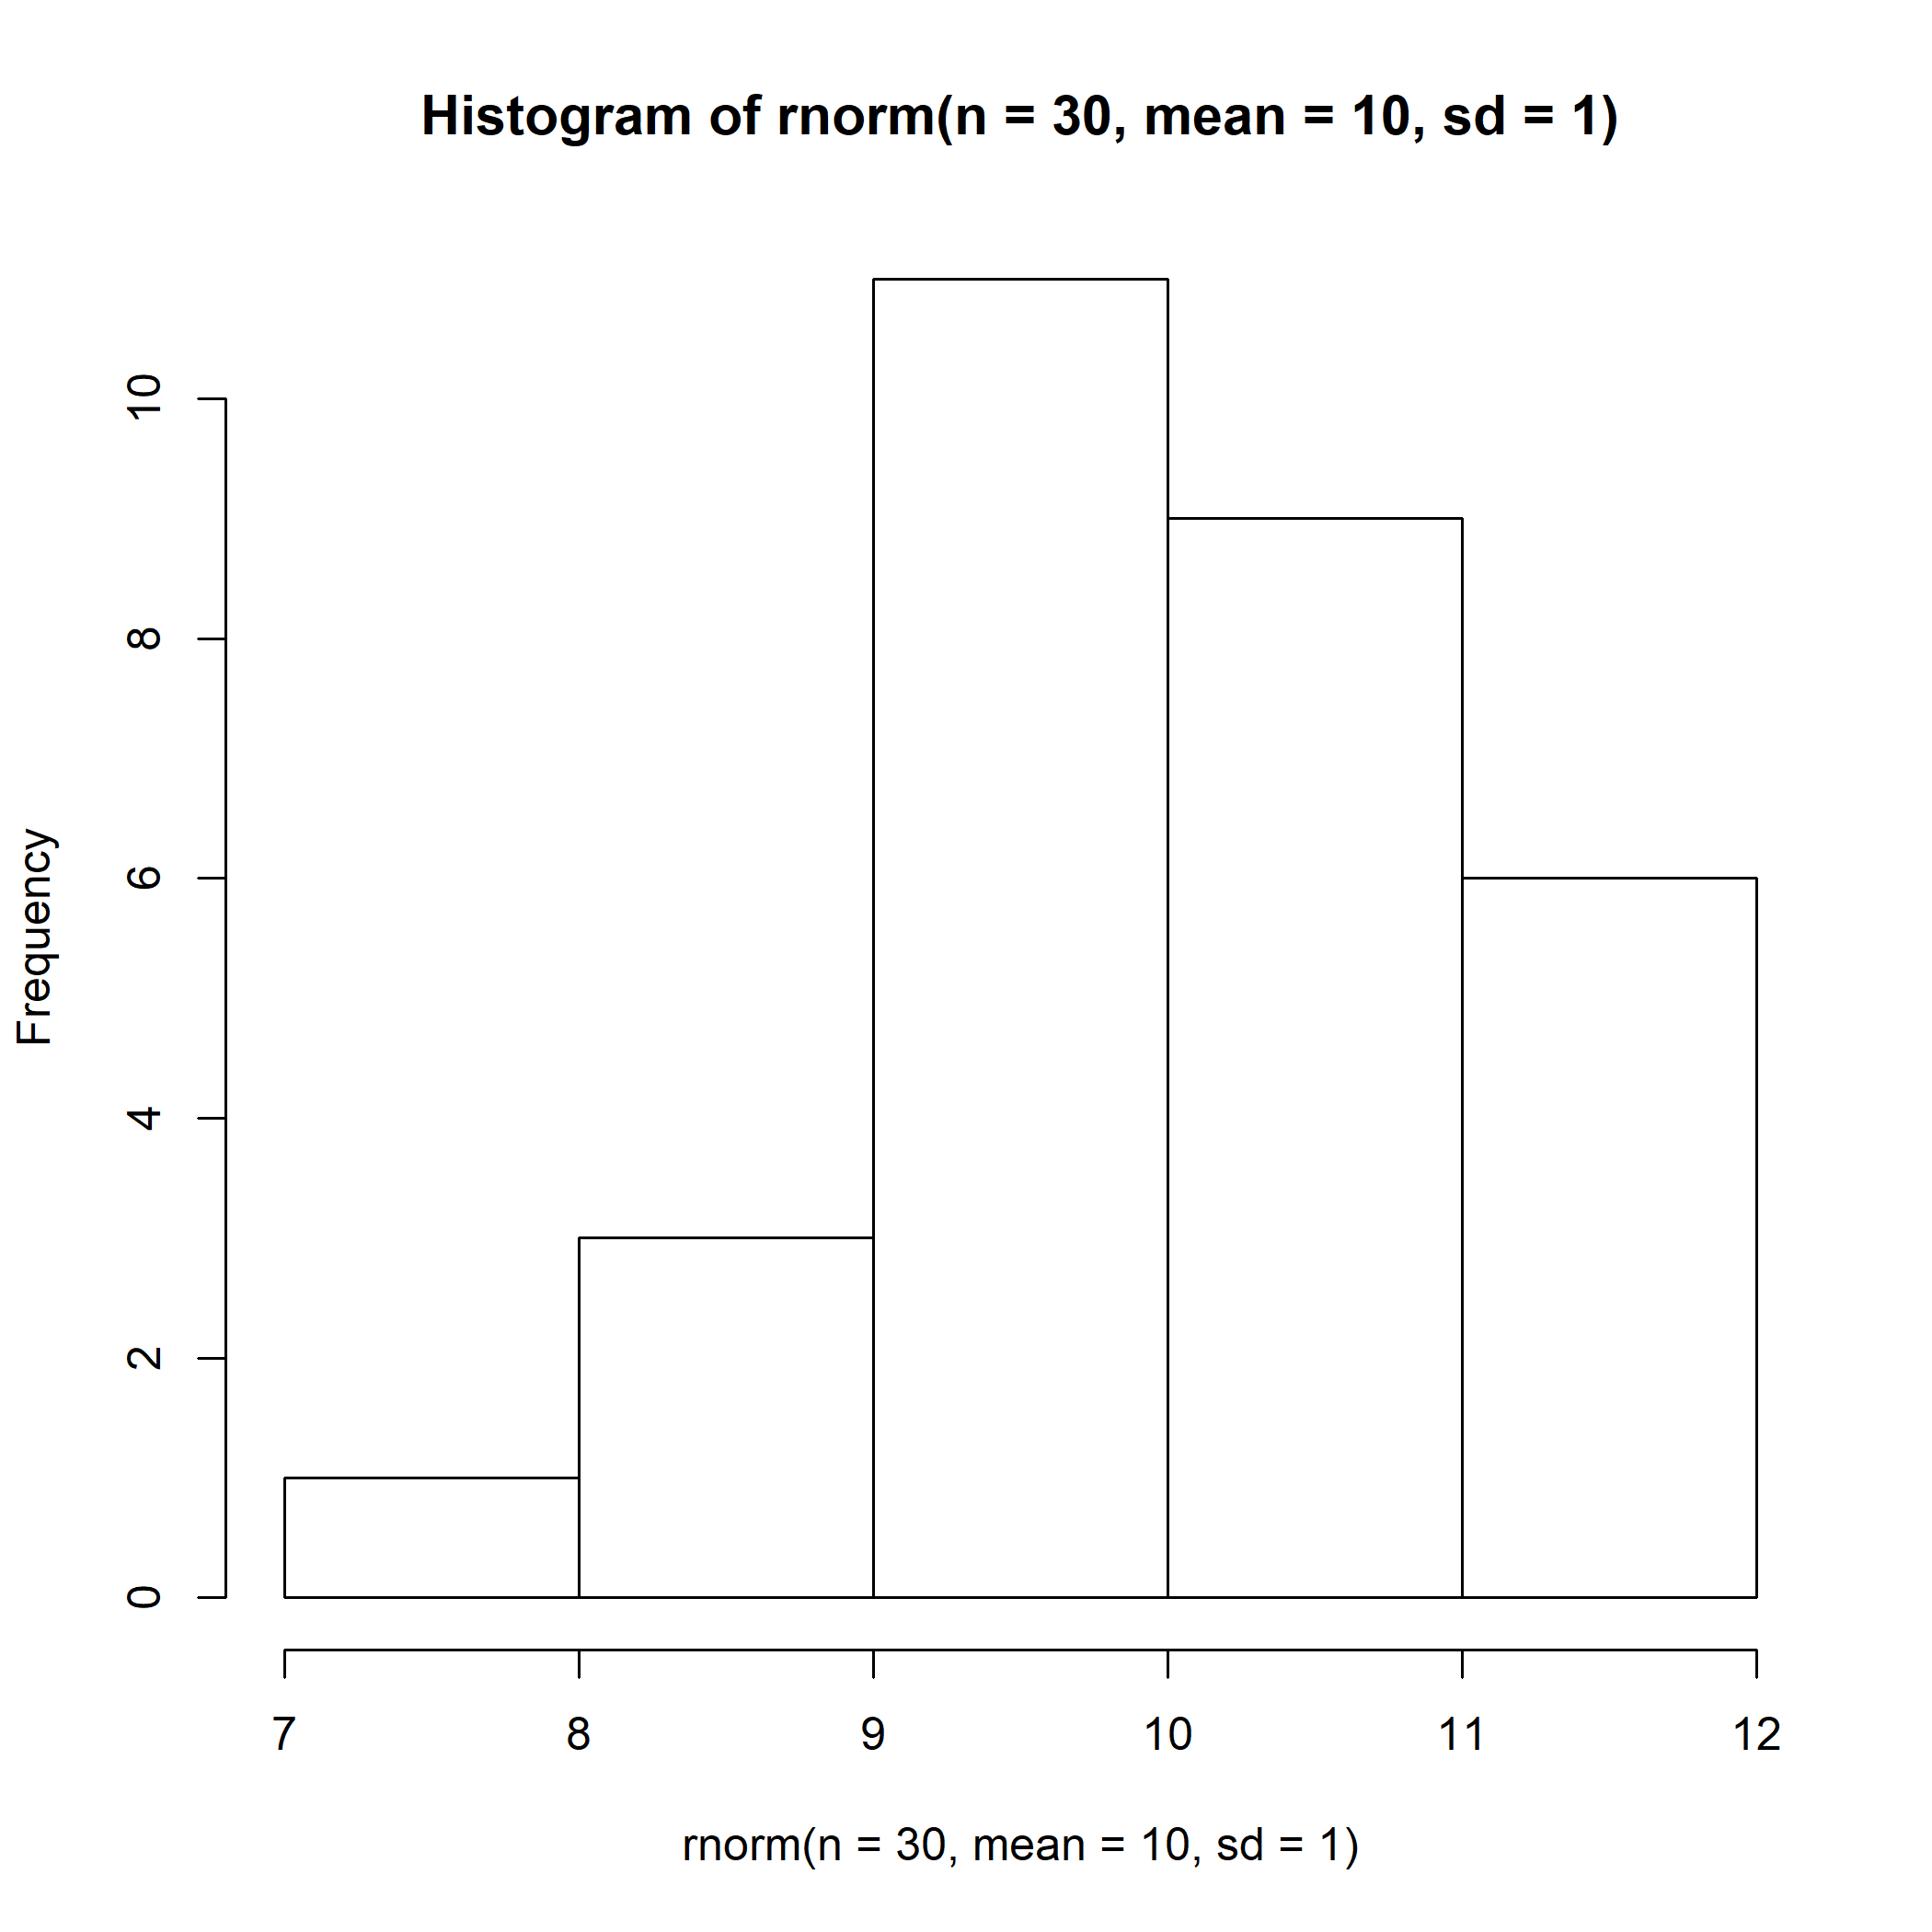 Histogram of rnorm(n = 30, mean = 10, sd = 1)
Frequency
10
8
6
4
2
0
7 8 9 10 11 12
rnorm(n = 30, mean = 10, sd = 1)